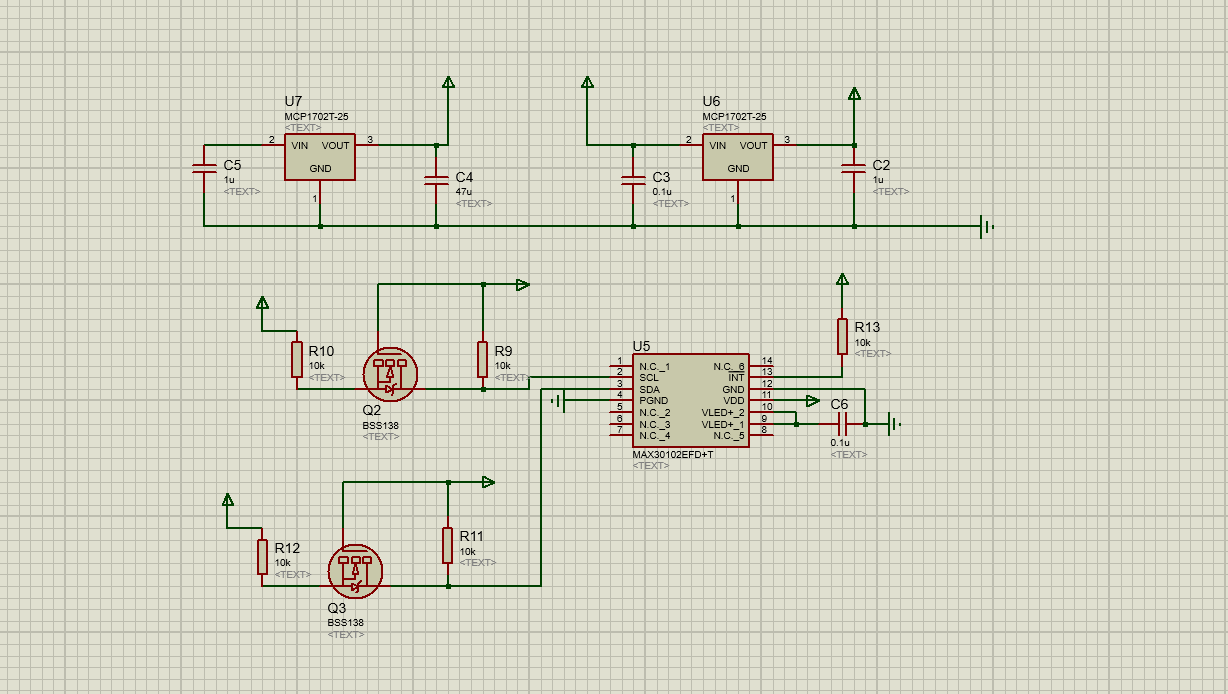 U7
MCP1702T-25
<TEXT>
2 VIN VOUT 3
GND
1
C5
1u
<TEXT>
C4
47u
<TEXT>
U6
MCP1702T-25
<TEXT>
2 VIN VOUT 3
GND
1
C3
0.1u
<TEXT>
C2
1u
<TEXT>
R10
10k
<TEXT>
Q2
BSS138
<TEXT>
R9
10k
<TEXT>
U5
1 N.C._1 N.C._6 14
2 SCL INT 13
3 SDA GND 12
4 PGND VDD 11
5 N.C._2 VLED+_2 10
6 N.C._3 VLED+_1 9
7 N.C._4 N.C._5 8
MAX30102EFD+T
<TEXT>
R13
10k
<TEXT>
C6
0.1u
<TEXT>
R12
10k
<TEXT>
Q3
BSS138
<TEXT>
R11
10k
<TEXT>